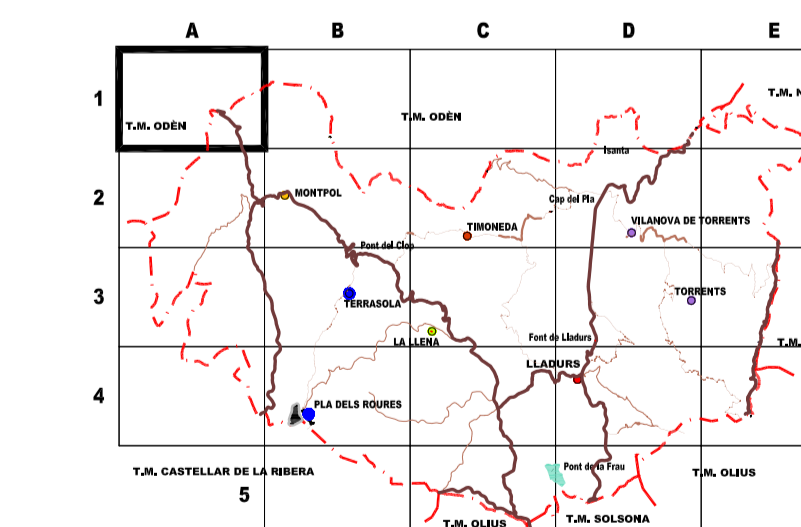 A B C D E
1
T.M. ODÈN
T.M. ODÈN
T.M. N
Isanta
2
MONTPOL
Cap del Pla
TIMONEDA
VILANOVA DE TORRENTS
Pont del Clop
3
TERRASOLA
TORRENTS
LA LLENA
Font de Lladurs
T.M.
LLADURS
4
PLA DELS ROURES
T.M. CASTELLAR DE LA RIBERA
Pont de la Frau
T.M. OLIUS
5
T.M. OLIUS
T.M. SOLSONA